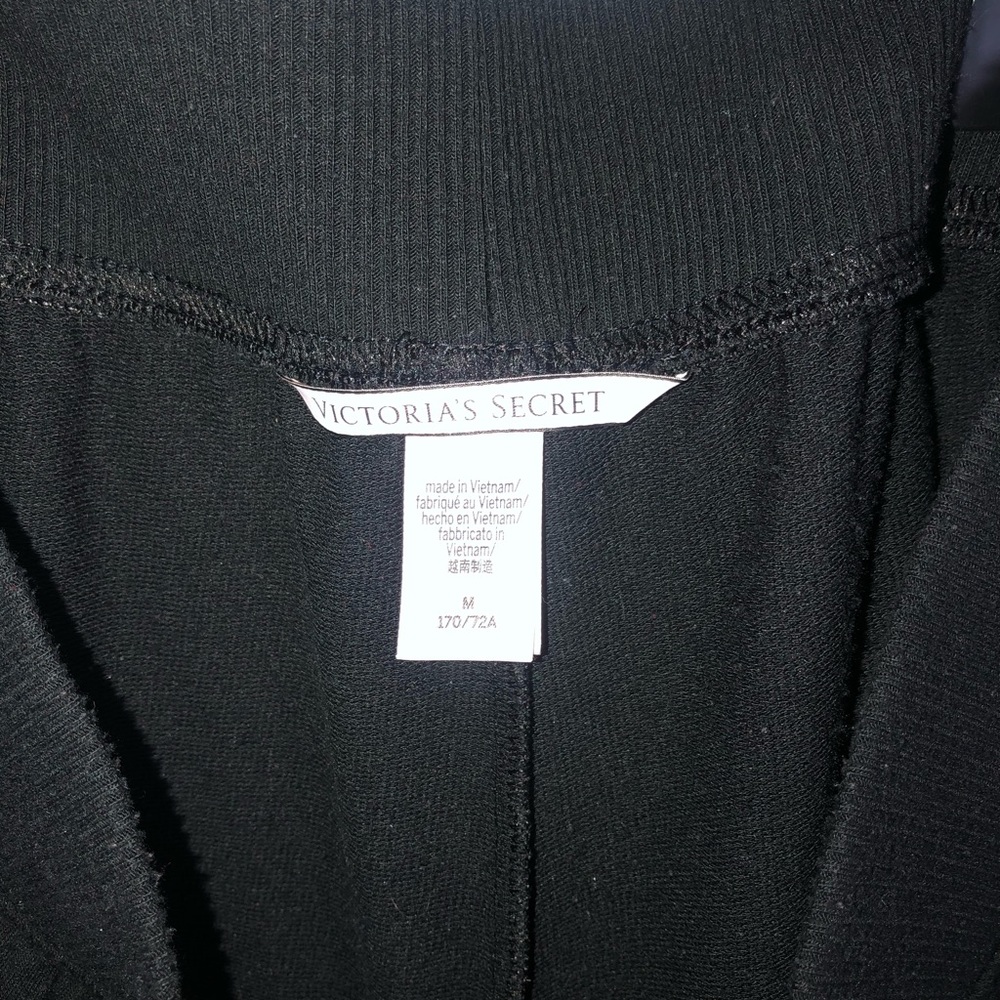 VICTORIA'S SECRET
made in Vietnam/
fabriqué au Vietnam/
hecho en Vietnam/
fabbricato in
Vietnam/
越南制造
M
170/72A